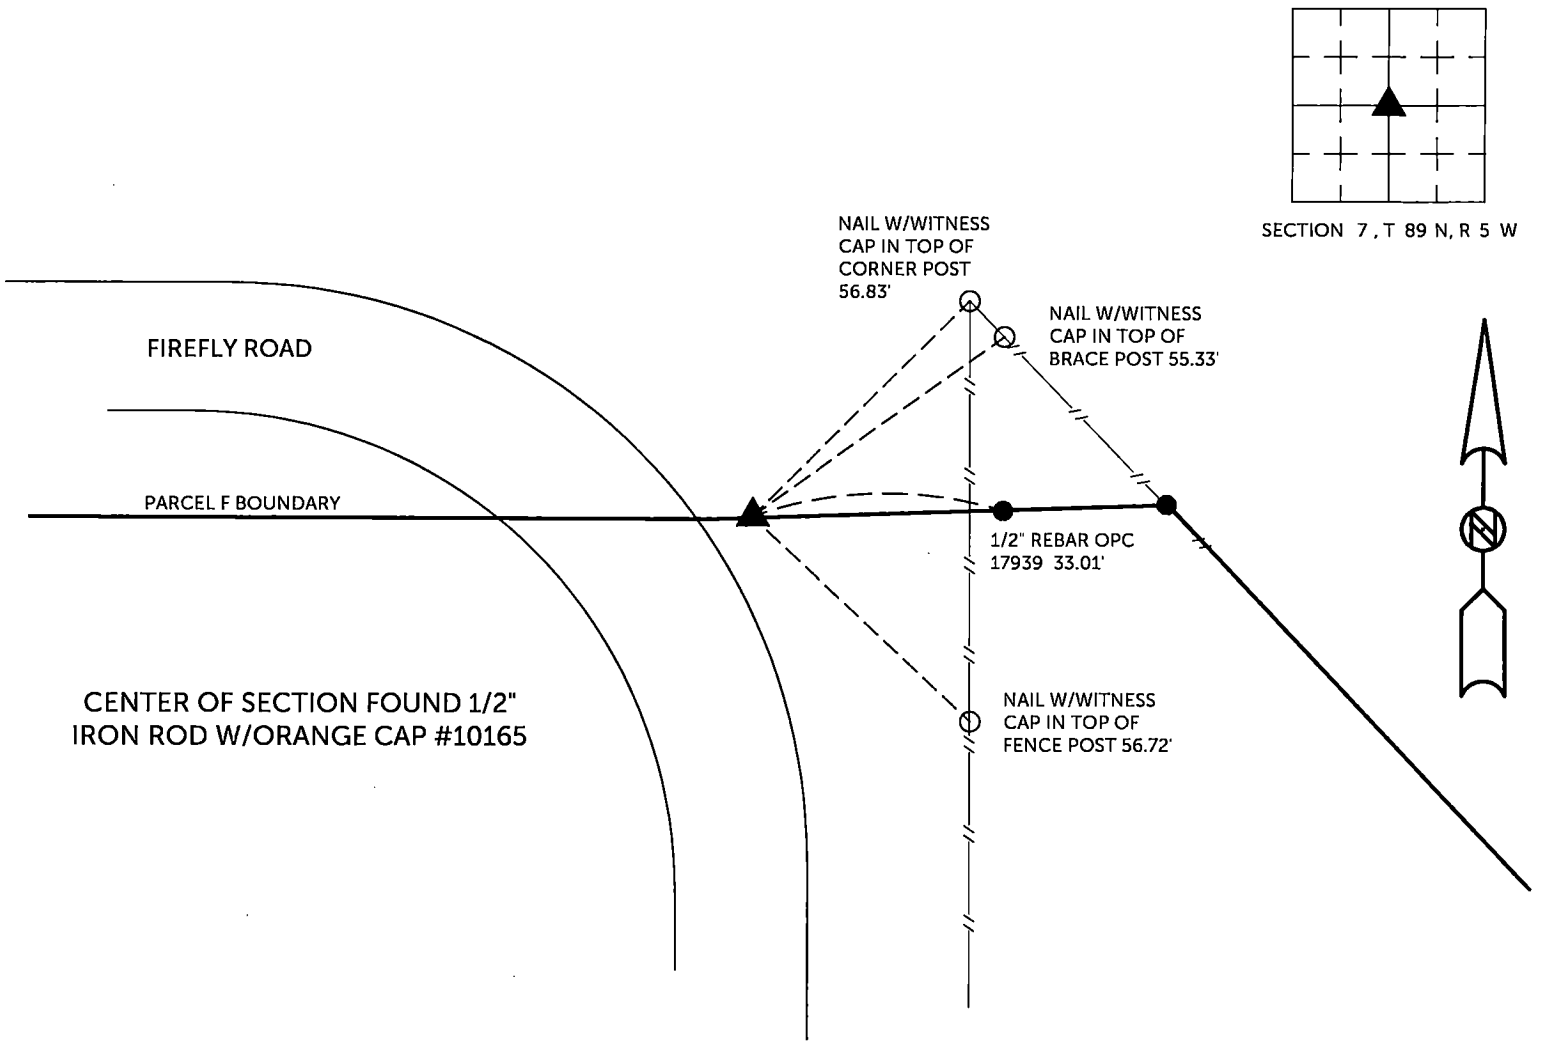 SECTION 7, T 89 N, R 5 W
NAIL W/WITNESS
CAP IN TOP OF
CORNER POST
56.83'
NAIL W/WITNESS
CAP IN TOP OF
BRACE POST 55.33'
FIREFLY ROAD
PARCEL F BOUNDARY
1/2" REBAR OPC
17939 33.01'
N
CENTER OF SECTION FOUND 1/2"
IRON ROD W/ORANGE CAP #10165
NAIL W/WITNESS
CAP IN TOP OF
FENCE POST 56.72'